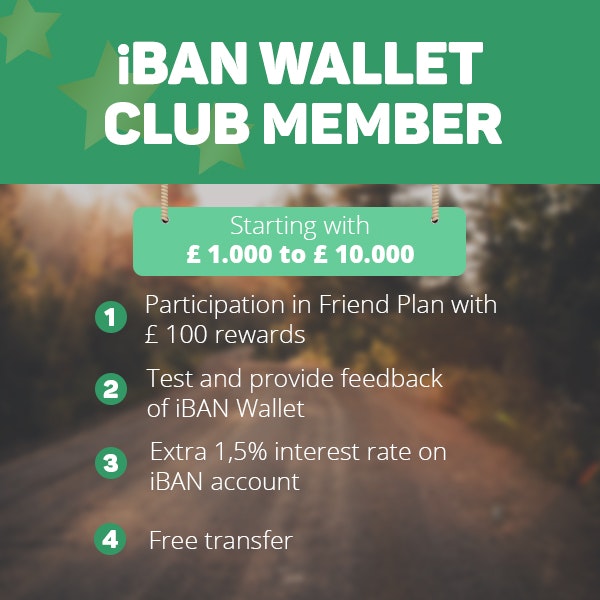 iBAN WALLET
CLUB MEMBER
Starting with
£ 1.000 to £ 10.000
1 Participation in Friend Plan with
£ 100 rewards
2 Test and provide feedback
of iBAN Wallet
3 Extra 1,5% interest rate on
iBAN account
4 Free transfer